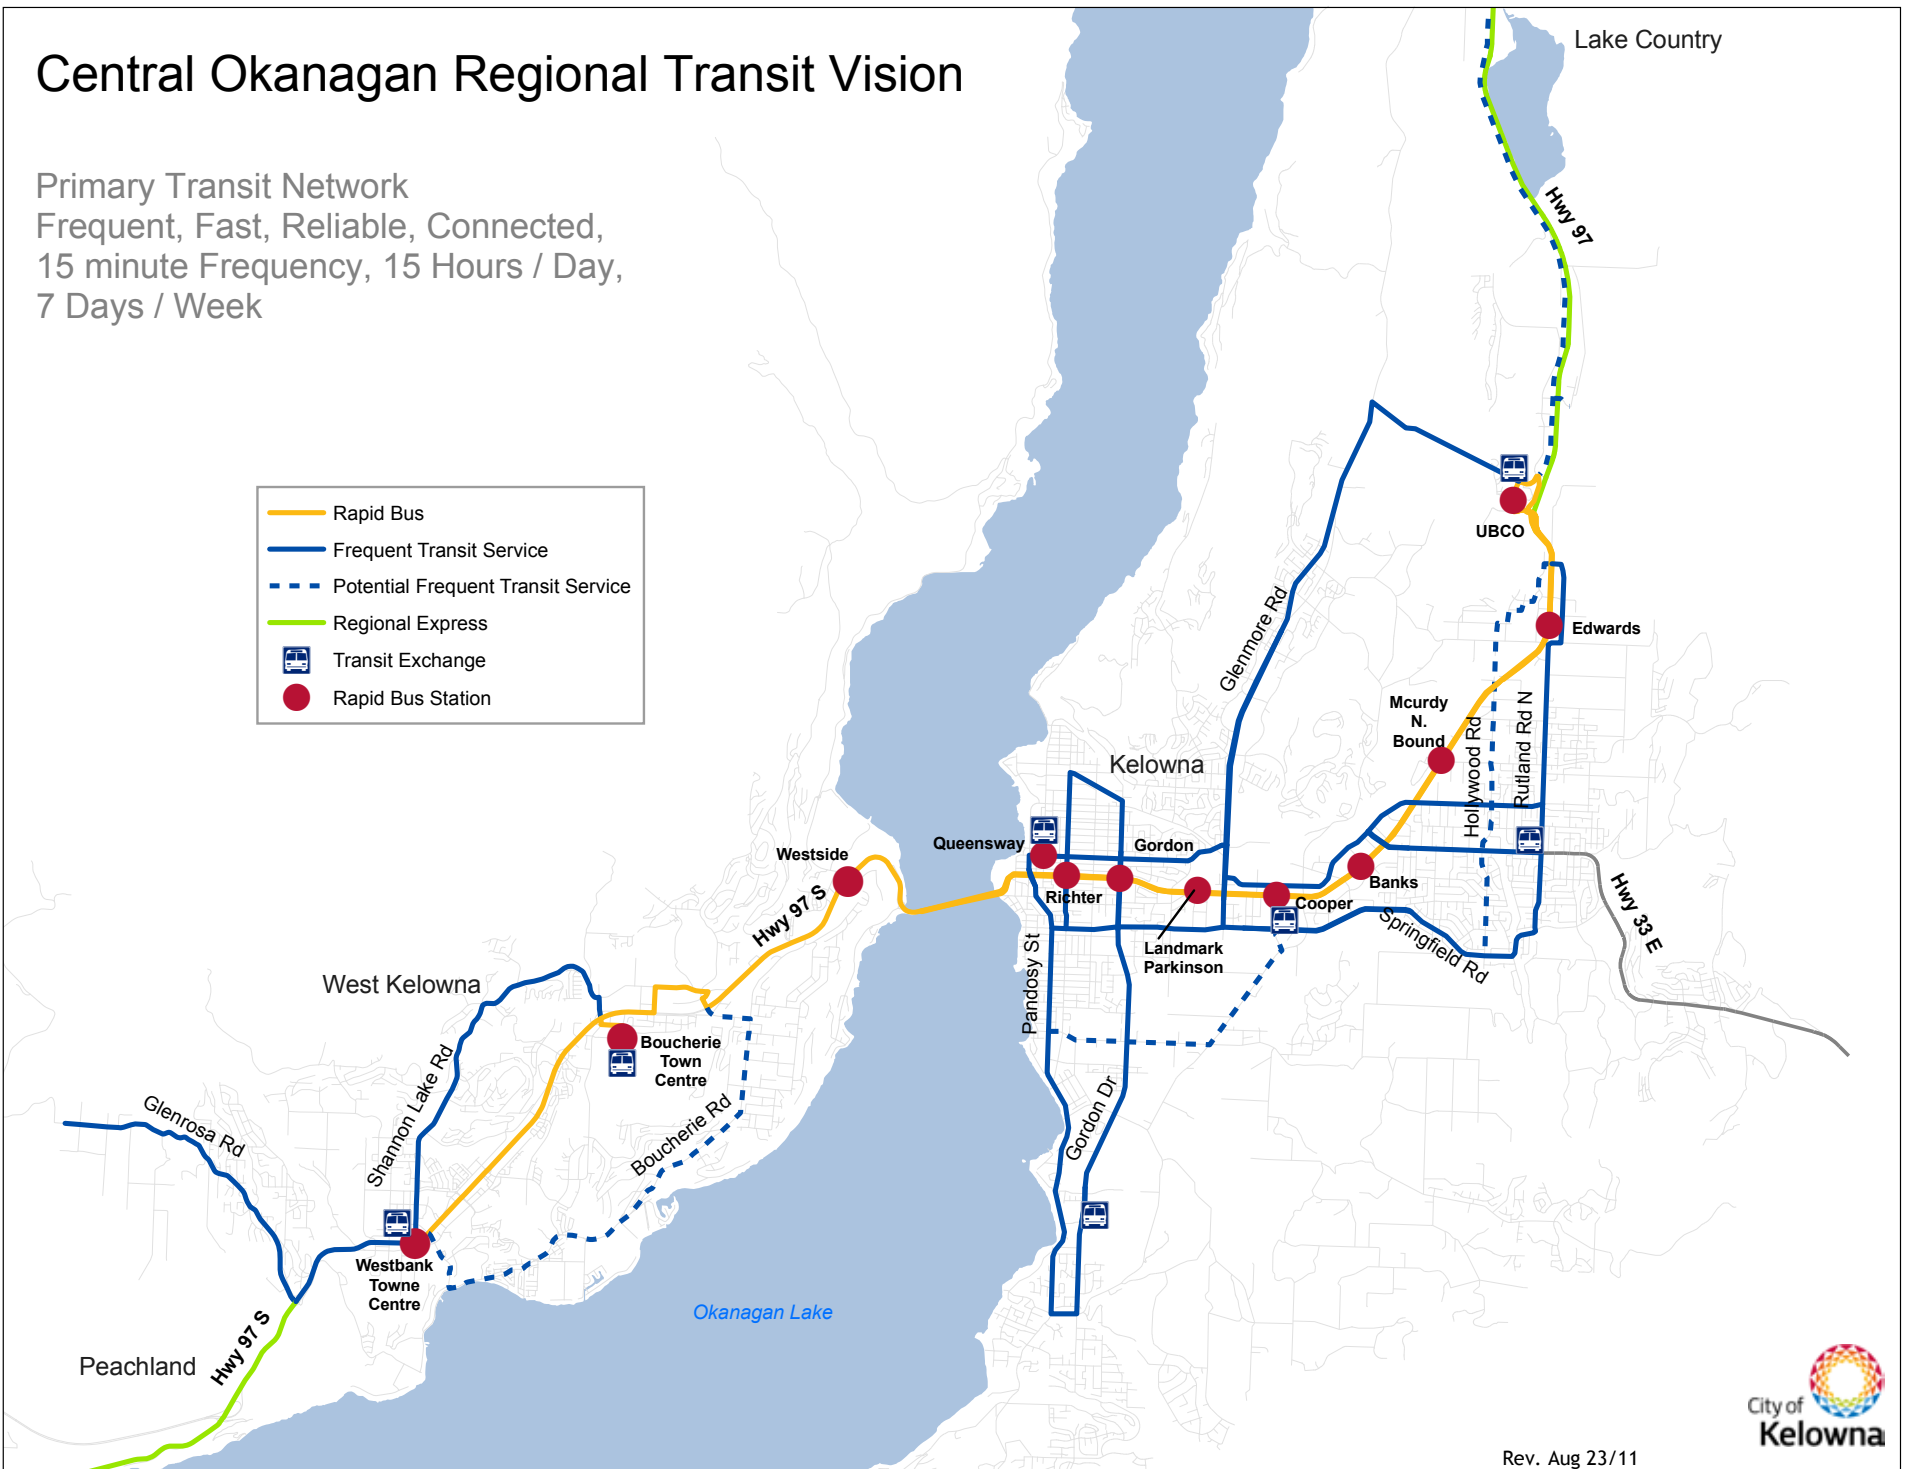 Central Okanagan Regional Transit Vision
Lake Country
Primary Transit Network
Frequent, Fast, Reliable, Connected,
15 minute Frequency, 15 Hours / Day,
7 Days / Week
Hwy 97
Rapid Bus
Frequent Transit Service
Potential Frequent Transit Service
Regional Express
Transit Exchange
Rapid Bus Station
UBCO
Edwards
Glenmore Rd
Mcurdy
N.
Bound
Hollywood Rd
Rutland Rd N
Kelowna
Queensway
Gordon
Westside
Richter
Banks
Cooper
Hwy 97 S
Landmark
Parkinson
Springfield Rd
Hwy 33 E
Pandosy St
West Kelowna
Boucherie
Town
Centre
Shannon Lake Rd
Glenrosa Rd
Boucherie Rd
Gordon Dr
Westbank
Towne
Centre
Okanagan Lake
Hwy 97 S
Peachland
City of
Kelowna
Rev. Aug 23/11